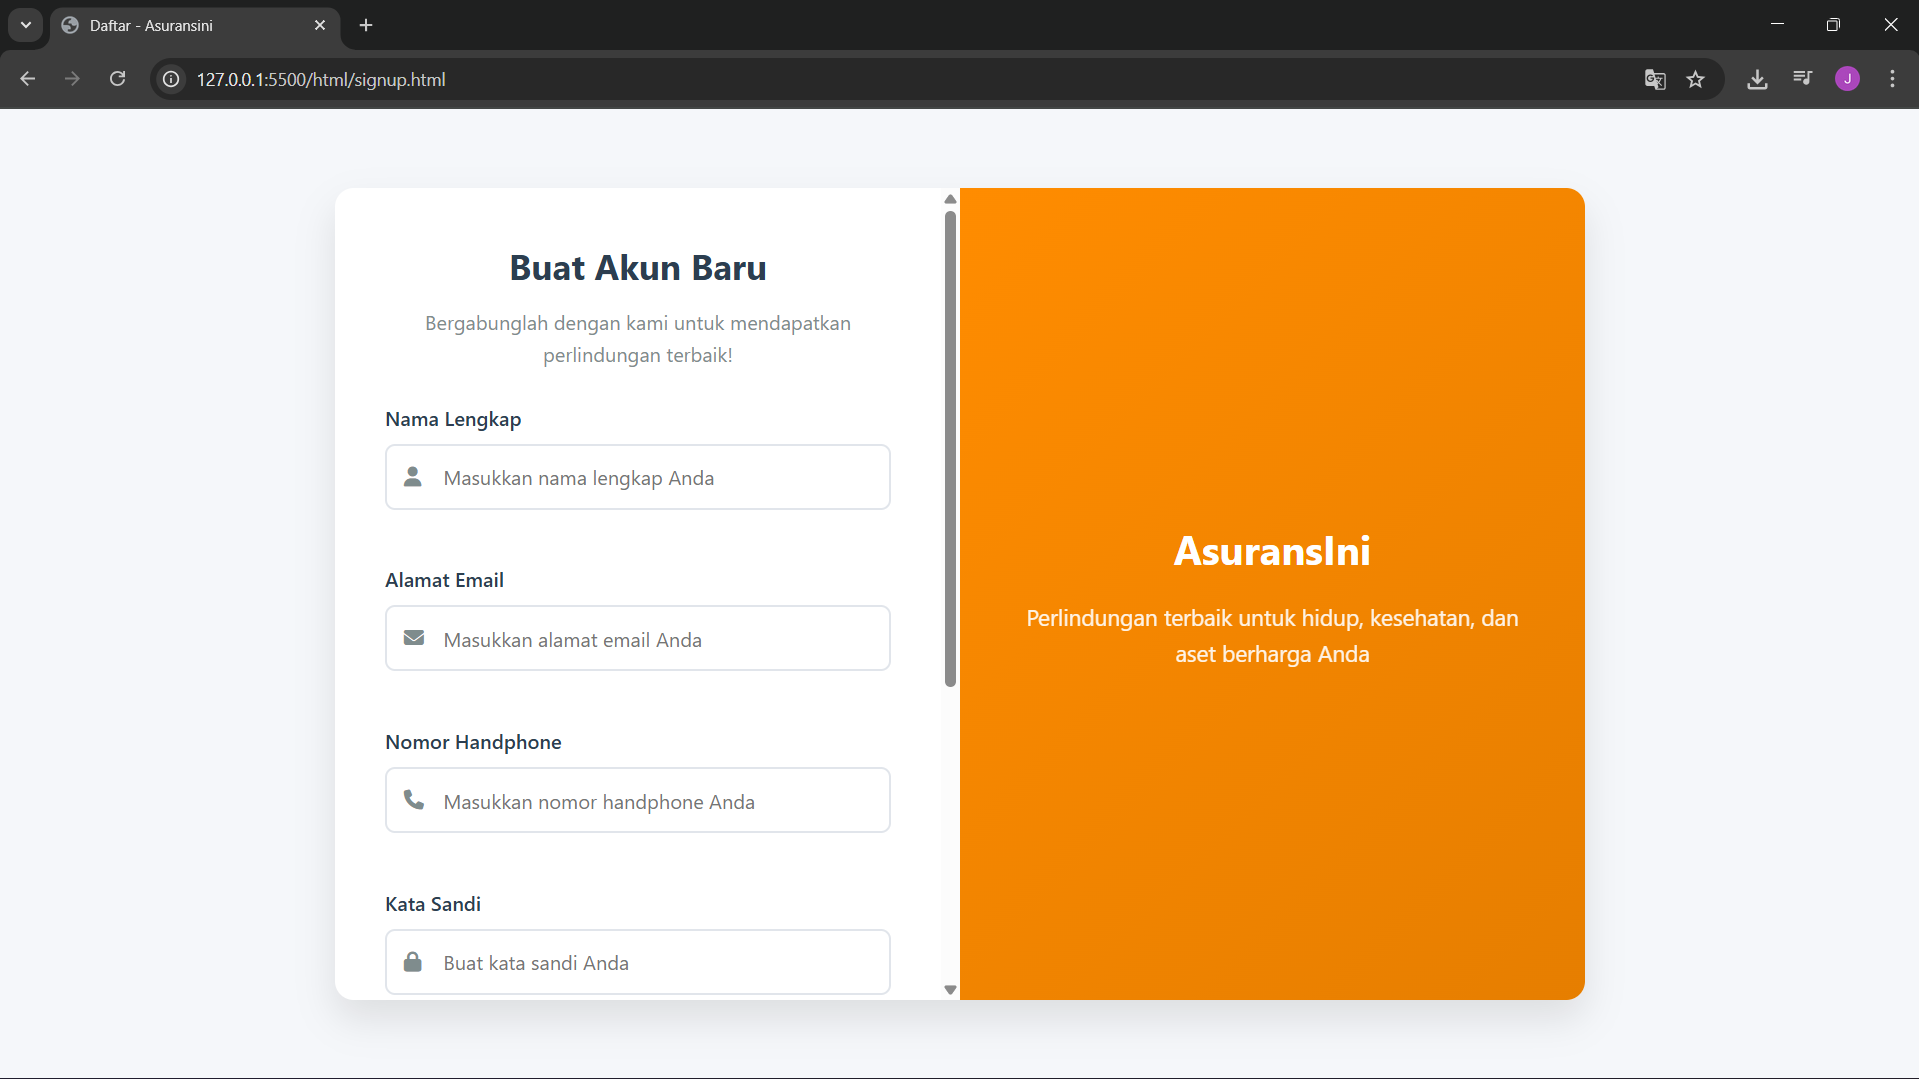 Daftar - Asuransini
127.0.0.1:5500/html/signup.html
J
Buat Akun Baru
Bergabunglah dengan kami untuk mendapatkan
perlindungan terbaik!
Nama Lengkap
Masukkan nama lengkap Anda
Alamat Email
Masukkan alamat email Anda
Nomor Handphone
Masukkan nomor handphone Anda
Kata Sandi
Buat kata sandi Anda
AsuransIni
Perlindungan terbaik untuk hidup, kesehatan, dan
aset berharga Anda